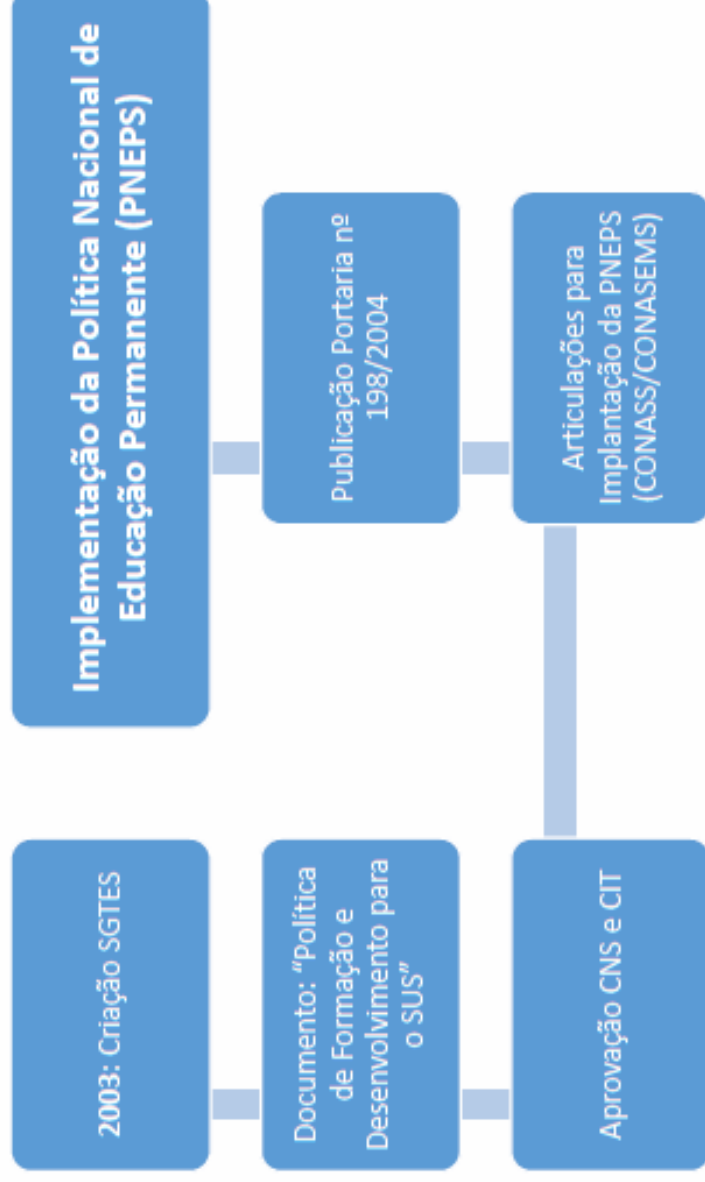 2003: Criação SGTES
Documento: “Política
de Formação e
Desenvolvimento para
o SUS”
Aprovação CNS e CIT
Articulações para
Implantação da PNEPS
(CONASS/CONASEMS)
Publicação Portaria nº
198/2004
Implementação da Política Nacional de
Educação Permanente (PNEPS)